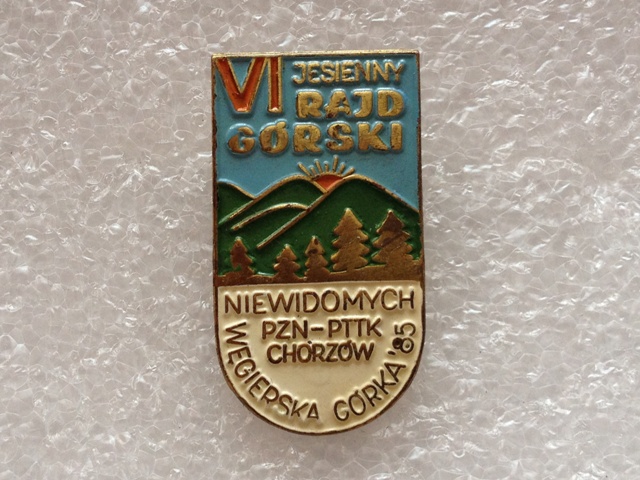 VI JESIENNY
RAJD
GÓRSKI
NIEWIDOMYCH
PZN-PTTK
CHORZÓW
WĘGIERSKA GÓRKA '85